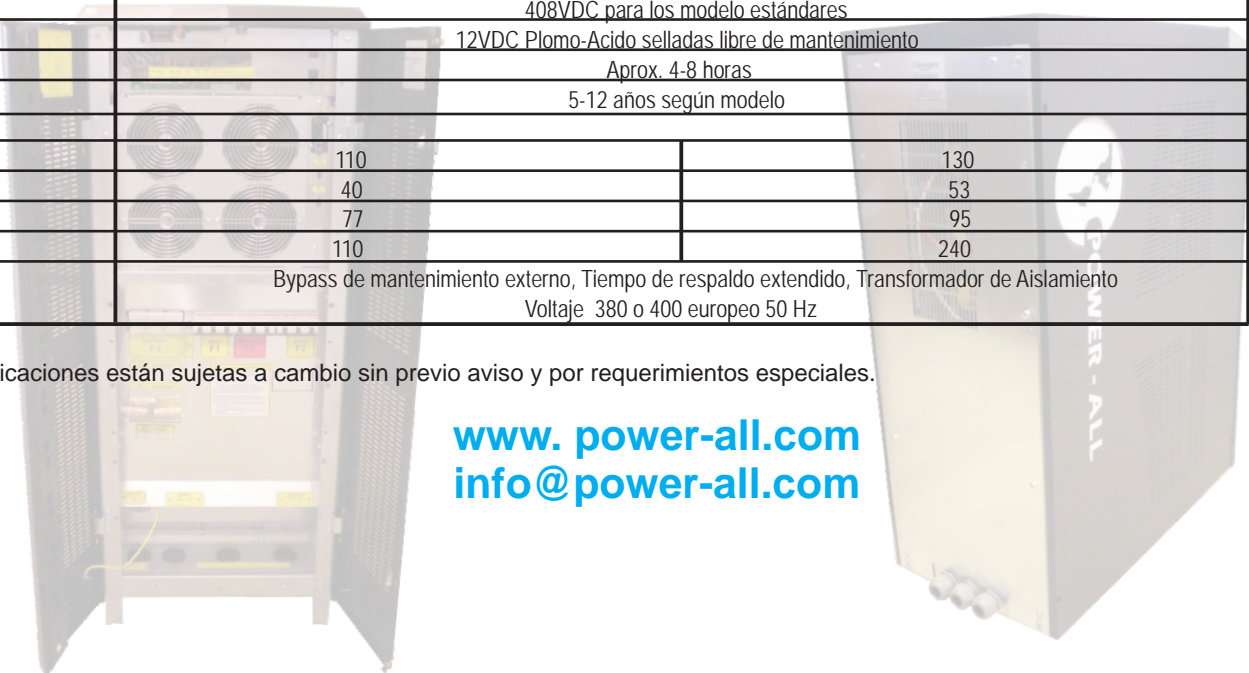 408VDC para los modelo estándares
12VDC Plomo-Acido selladas libre de mantenimiento
Aprox. 4-8 horas
5-12 años según modelo
110 130
40 53
77 95
110 240
Bypass de mantenimiento externo, Tiempo de respaldo extendido, Transformador de Aislamiento
Voltaje 380 o 400 europeo 50 Hz
icaciones están sujetas a cambio sin previo aviso y por requerimientos especiales.
www. power-all.com
info@power-all.com
POWER-ALL